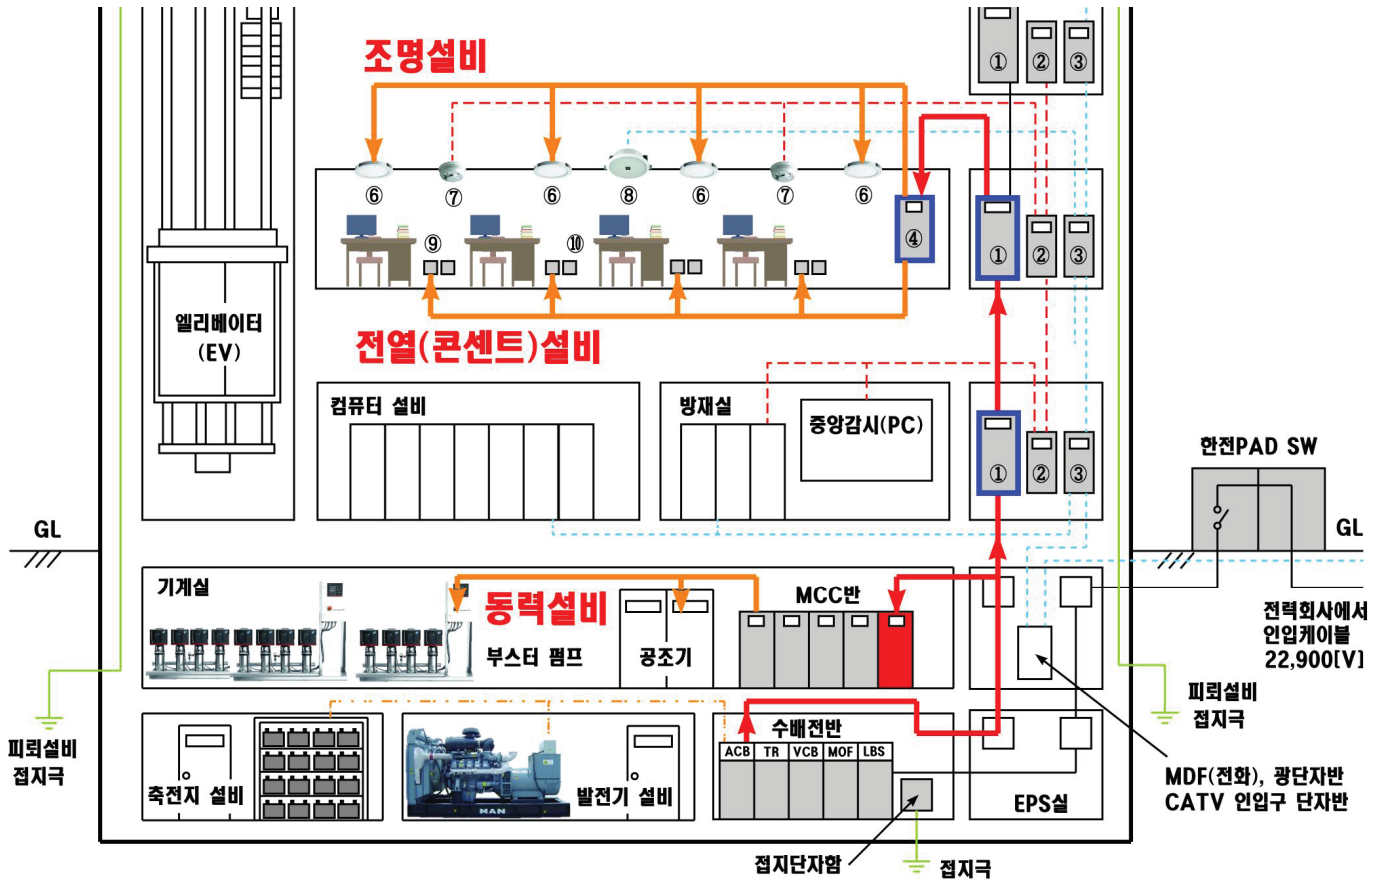 조명설비
① ② ③
⑥ ⑦ ⑥ ⑧ ⑥ ⑦ ⑥
④ ① ② ③
⑨ ⑩
엘리베이터
(EV)
전열(콘센트)설비
컴퓨터 설비
방재실
중앙감시(PC)
① ② ③
한전PAD SW
GL
GL
기계실
동력설비
MCC반
부스터 펌프
공조기
전력회사에서
인입케이블
22,900[V]
피뢰설비
접지극
피뢰설비
접지극
수배전반
ACB TR VCB MOF LBS
축전지 설비
MAN
발전기 설비
EPS실
MDF(전화), 광단자반
CATV 인입구 단자반
접지단자함
접지극